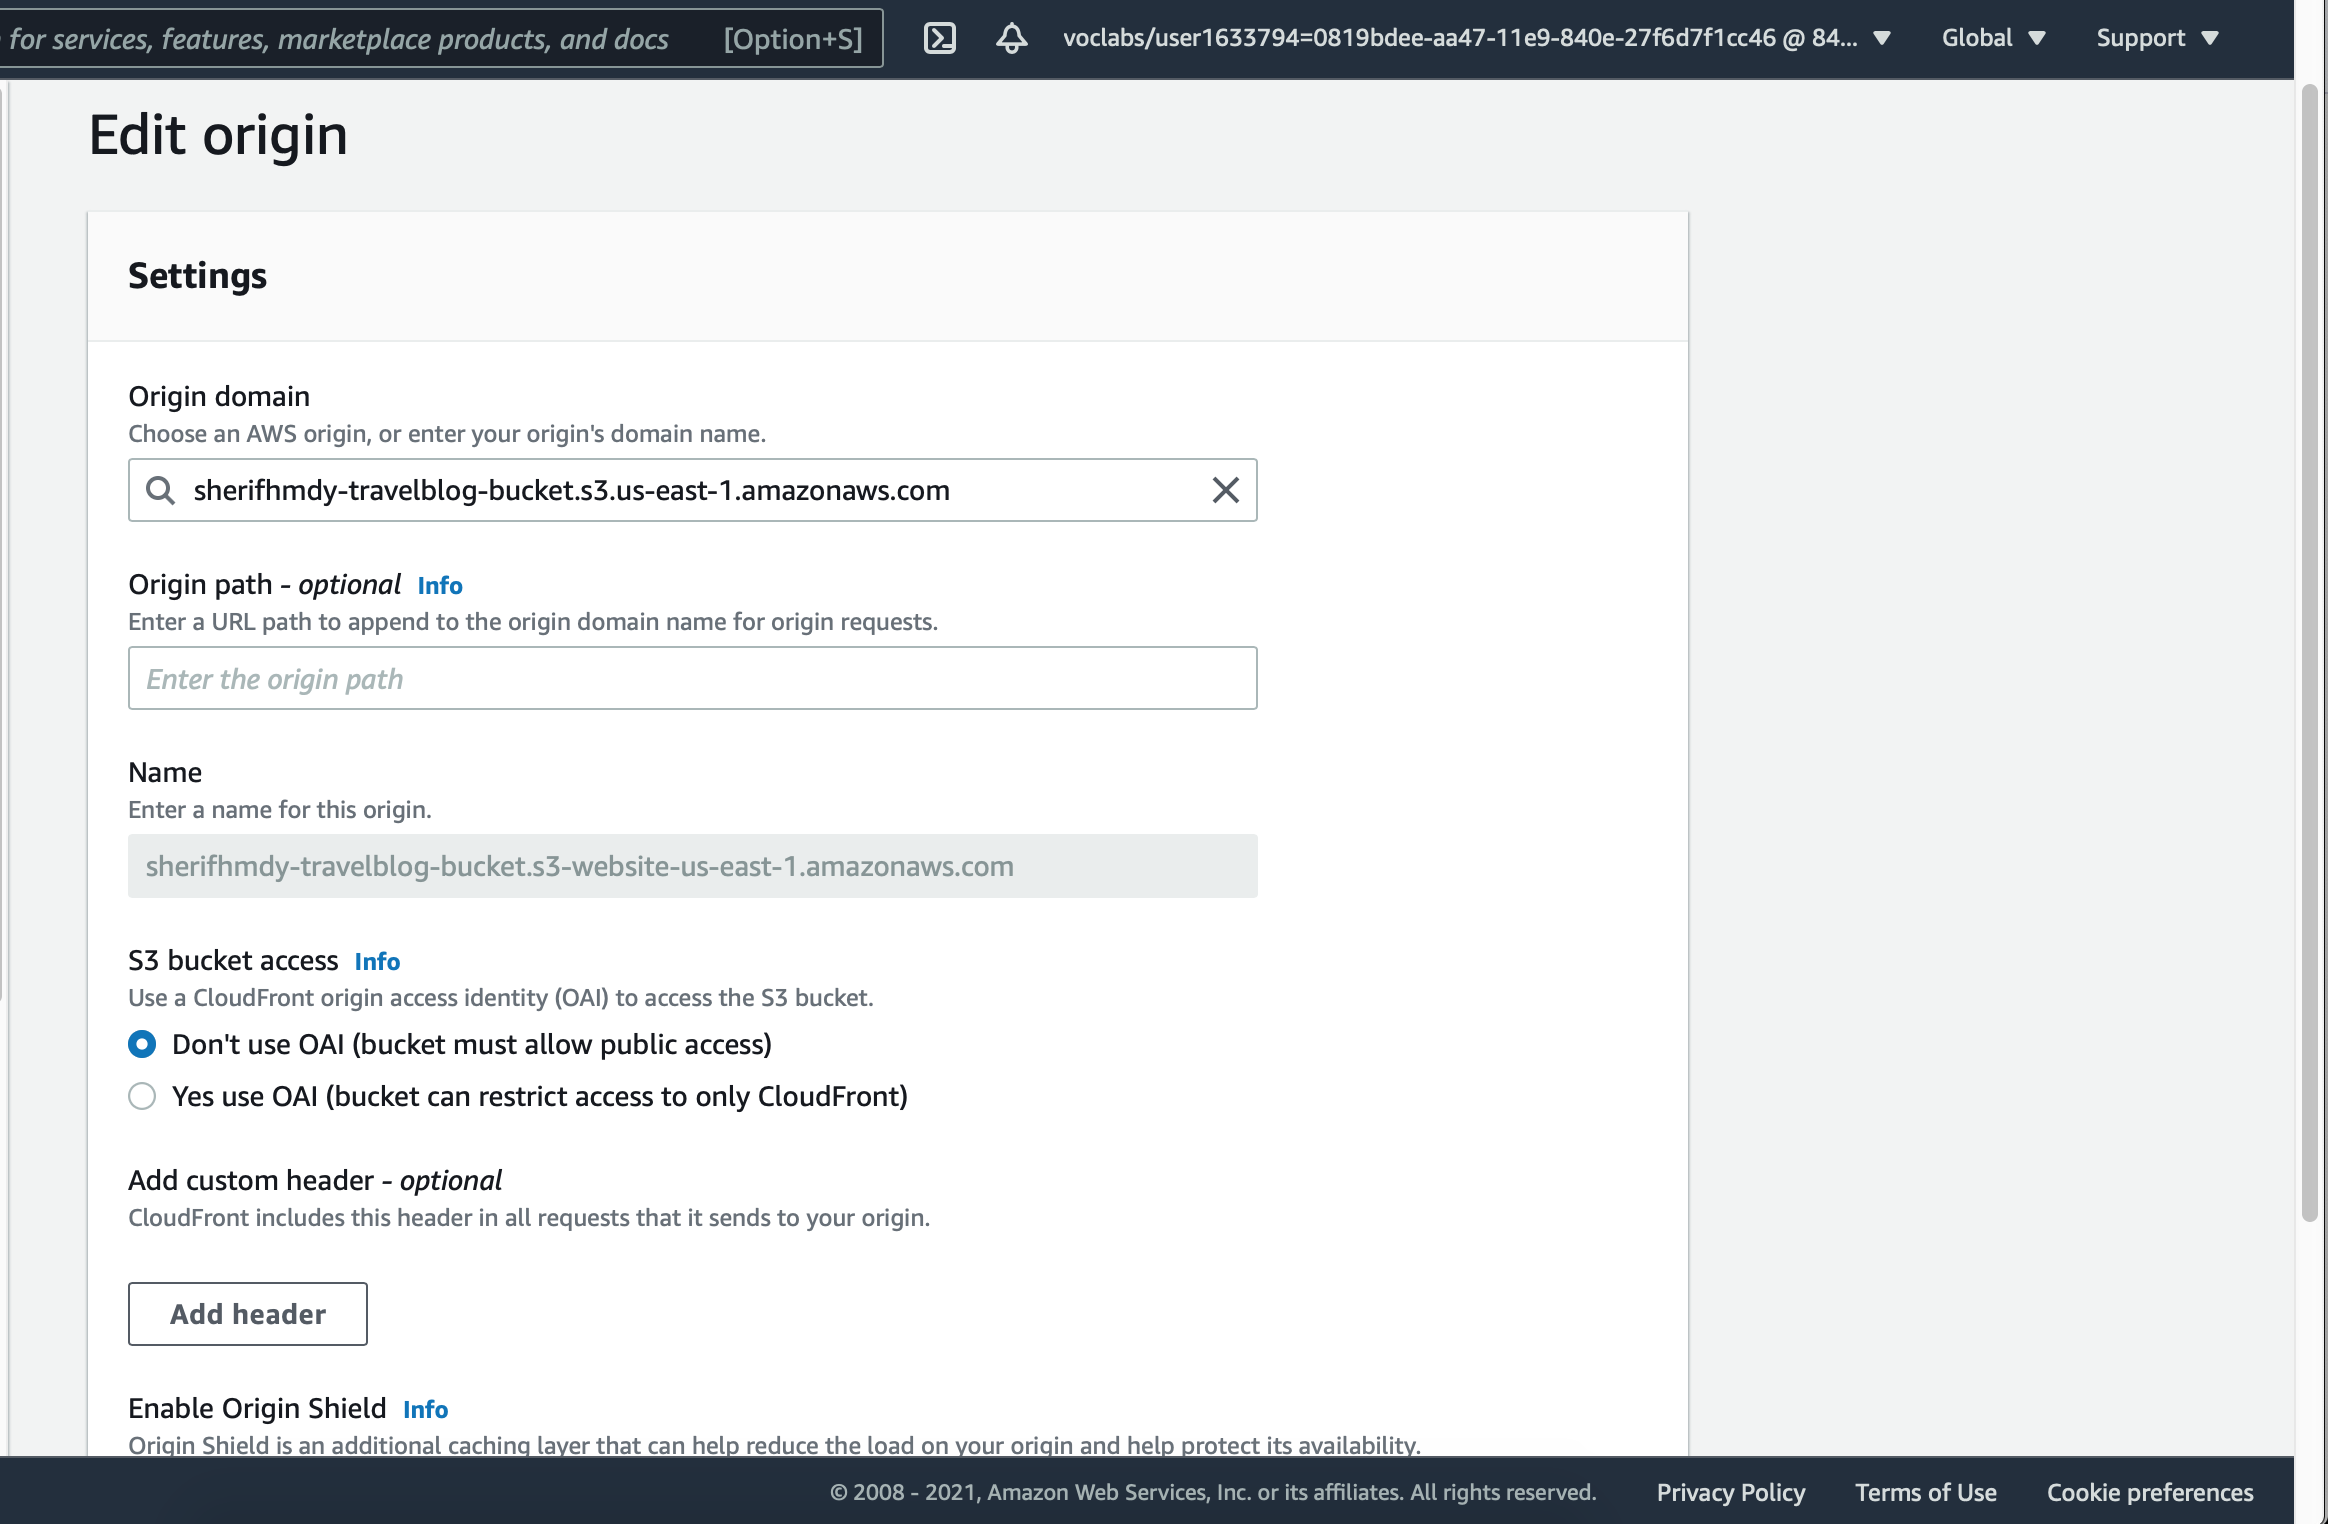 for services, features, marketplace products, and docs [Option+S] voclabs/user1633794=0819bdee-aa47-11e9-840e-27f6d7f1cc46 @ 84... Global Support
Edit origin
Settings
Origin domain
Choose an AWS origin, or enter your origin's domain name.
sherifhmdy-travelblog-bucket.s3.us-east-1.amazonaws.com
Origin path - optional Info
Enter a URL path to append to the origin domain name for origin requests.
Enter the origin path
Name
Enter a name for this origin.
sherifhmdy-travelblog-bucket.s3-website-us-east-1.amazonaws.com
S3 bucket access Info
Use a CloudFront origin access identity (OAI) to access the S3 bucket.
Don't use OAI (bucket must allow public access)
Yes use OAI (bucket can restrict access to only CloudFront)
Add custom header - optional
CloudFront includes this header in all requests that it sends to your origin.
Add header
Enable Origin Shield Info
Origin Shield is an additional caching layer that can help reduce the load on your origin and help protect its availability.
© 2008 - 2021, Amazon Web Services, Inc. or its affiliates. All rights reserved. Privacy Policy Terms of Use Cookie preferences